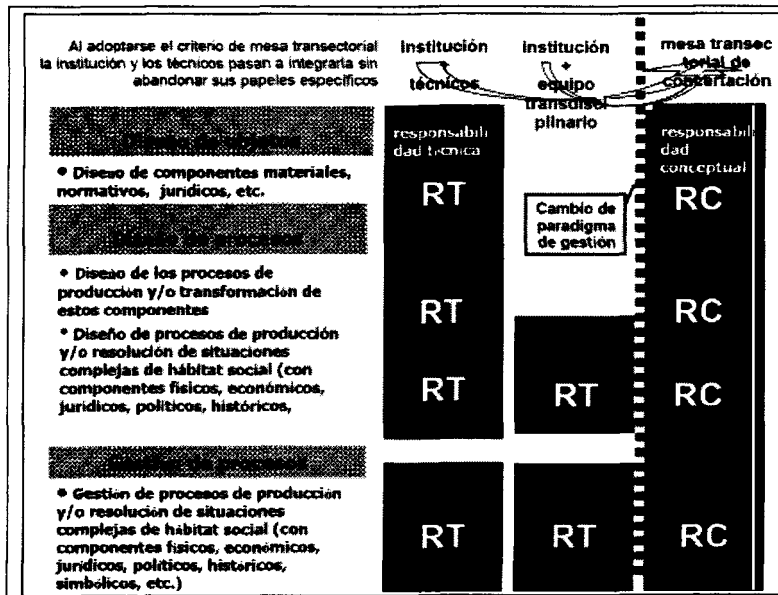 Al adoptarse el criterio de mesa transectorial
la institución y los técnicos pasan a integrarla sin
abandonar sus papeles específicos
institución
+
técnicos
institución
+
equipo
transdisci
plinario
mesa transec
torial de
concertación
responsabili
dad técnica
responsabili
dad
conceptual
• Diseño de componentes materiales,
normativos, jurídicos, etc.
RT
RC
Cambio de
paradigma
de gestión
Diseño de procesos
• Diseño de los procesos de
producción y/o transformación de
estos componentes
RT
RC
* Diseño de procesos de producción
y/o resolución de situaciones
complejas de hábitat social (con
componentes físicos, económicos,
jurídicos, políticos, históricos,
RT
RT
RC
de procesos
• Gestión de procesos de producción
y/o resolución de situaciones
complejas de hábitat social (con
componentes físicos, económicos,
jurídicos, políticos, históricos,
simbólicos, etc.)
RT
RT
RC